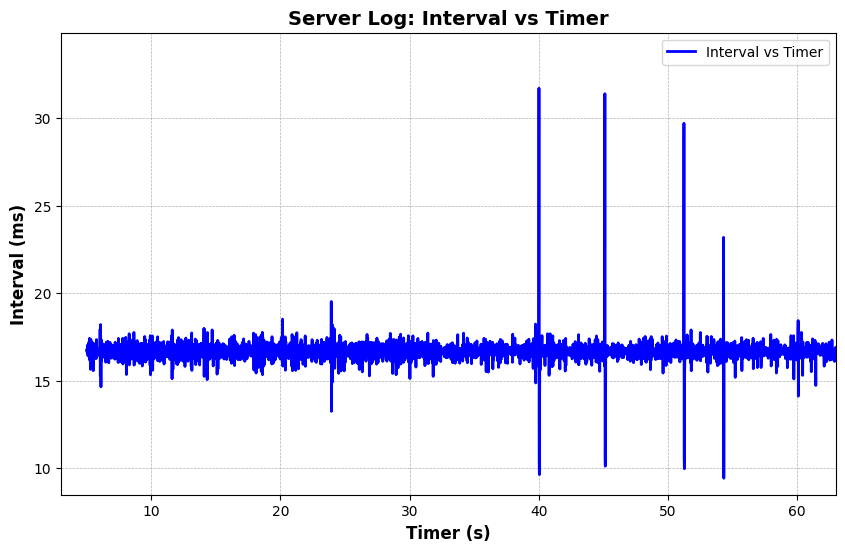 Server Log: Interval vs Timer
Interval vs Timer
30
25
20
15
10
Interval (ms)
10 20 30 40 50 60
Timer (s)